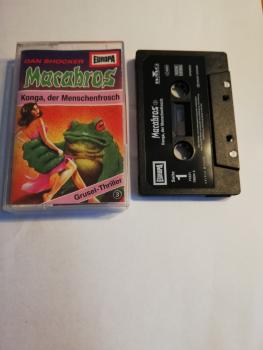 DAN SHOCKER
EUROPA
Macabros
Konga, der Menschenfrosch
Grusel-Thriller
3
Macabros
Konga, der Menschenfrosch
EUROPA
Seite
1